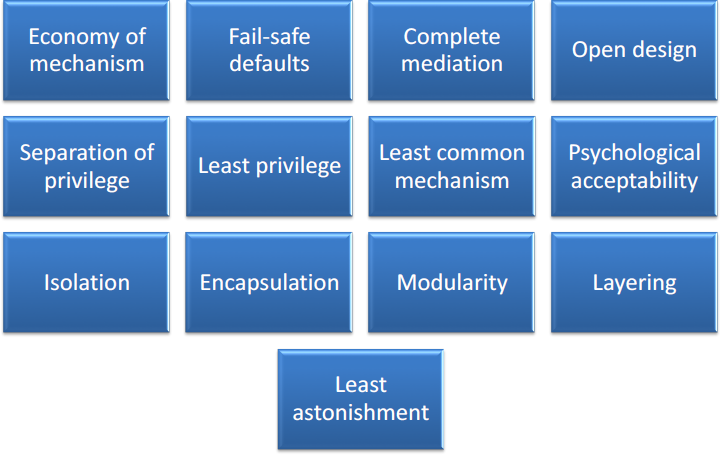 Economy of
mechanism
Fail-safe
defaults
Complete
mediation
Open design
Separation of
privilege
Least privilege
Least common
mechanism
Psychological
acceptability
Isolation
Encapsulation
Modularity
Layering
Least
astonishment